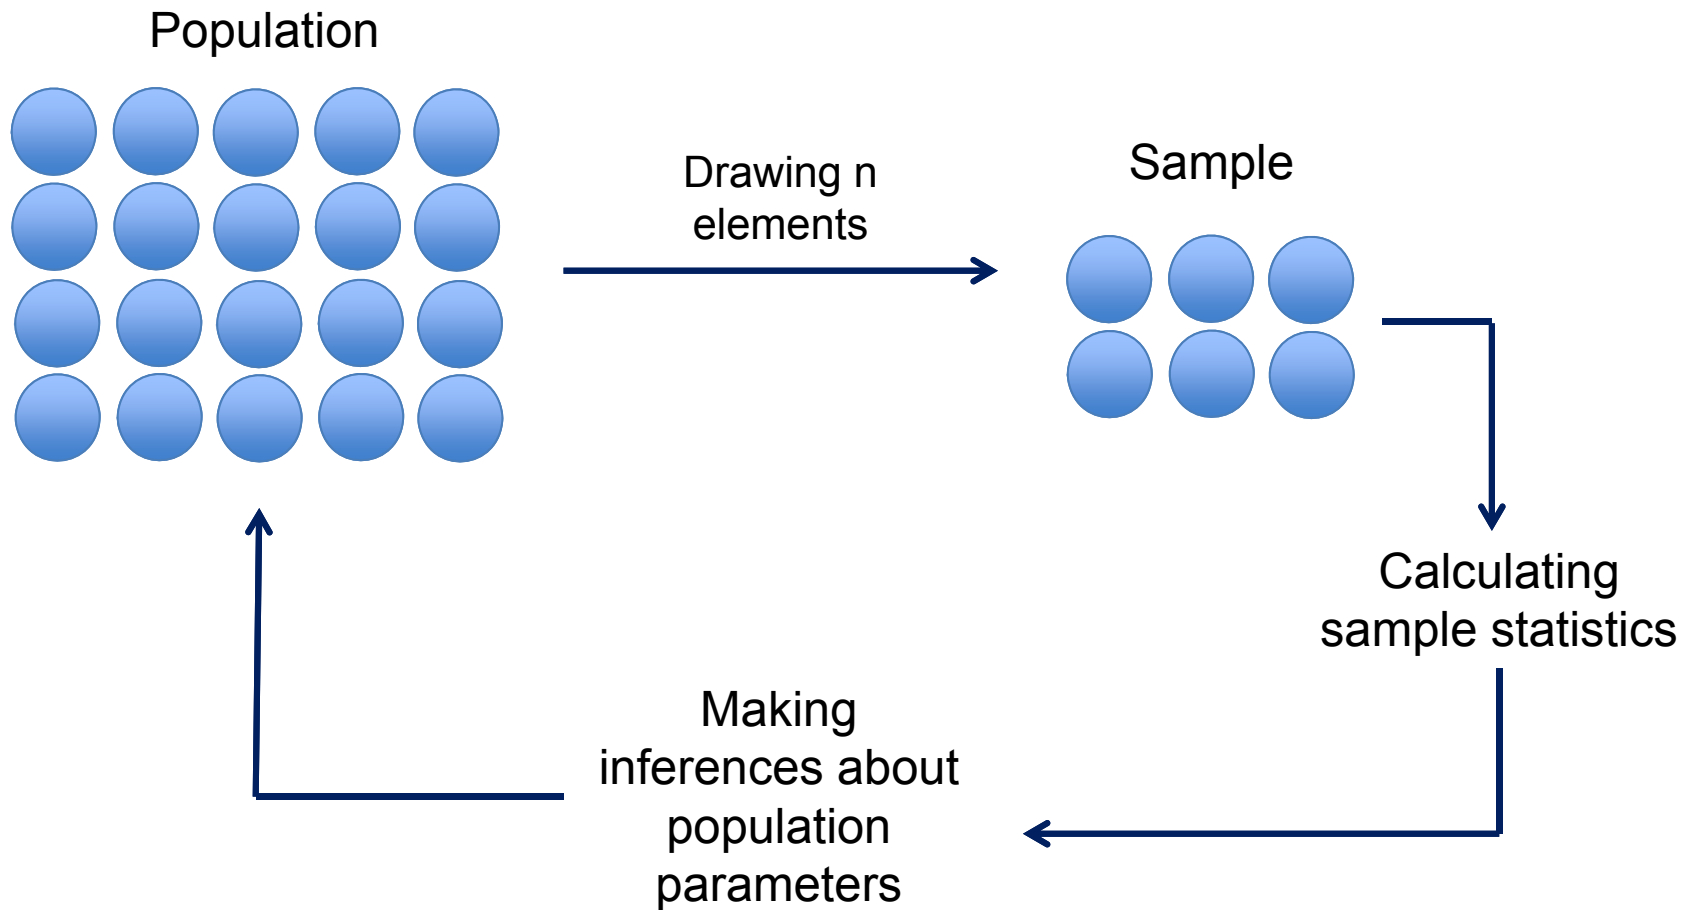 Population
Drawing n
elements
Sample
Calculating
sample statistics
Making
inferences about
population
parameters